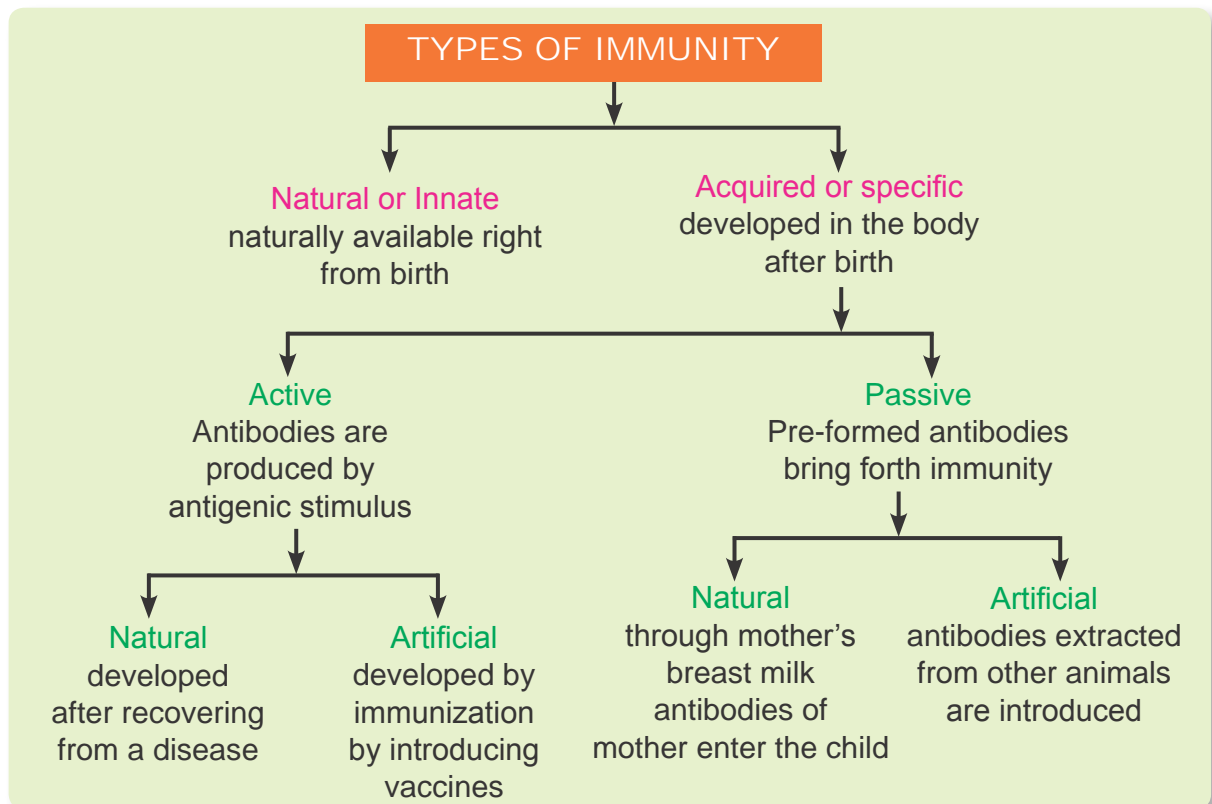 TYPES OF IMMUNITY
Natural or Innate
naturally available right
from birth
Acquired or specific
developed in the body
after birth
Active
Antibodies are
produced by
antigenic stimulus
Passive
Pre-formed antibodies
bring forth immunity
Natural
developed
after recovering
from a disease
Artificial
developed by
immunization
by introducing
vaccines
Natural
through mother’s
breast milk
antibodies of
mother enter the child
Artificial
antibodies extracted
from other animals
are introduced